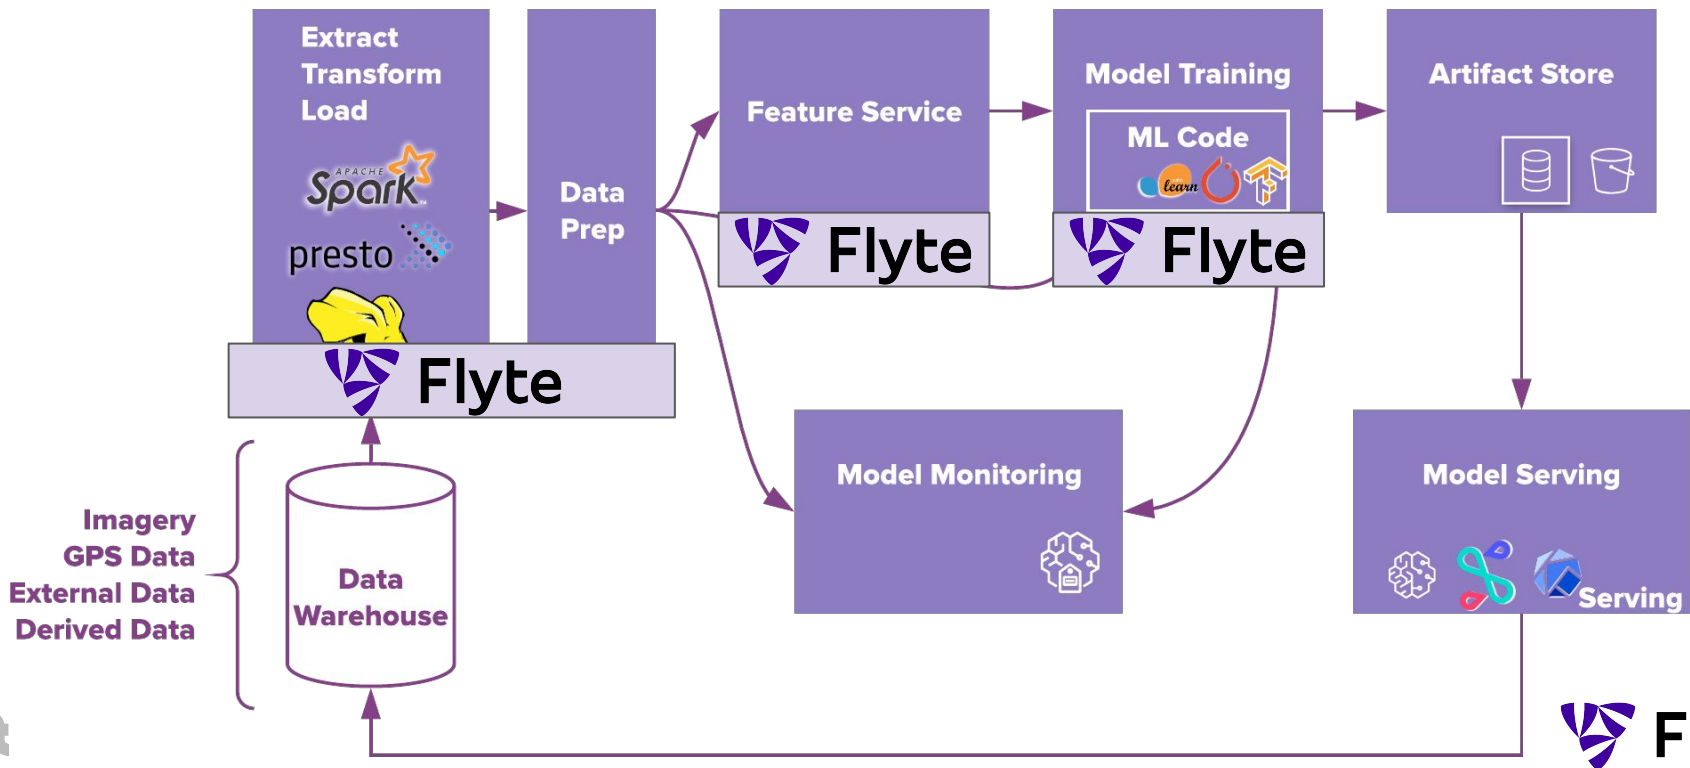 Extract
Transform
Load
APACHE
Spark
presto
Flyte
Data
Prep
Feature Service
Flyte
Model Training
ML Code
learn
Flyte
Artifact Store
Model Monitoring
Model Serving
Serving
Imagery
GPS Data
External Data
Derived Data
Data
Warehouse
F